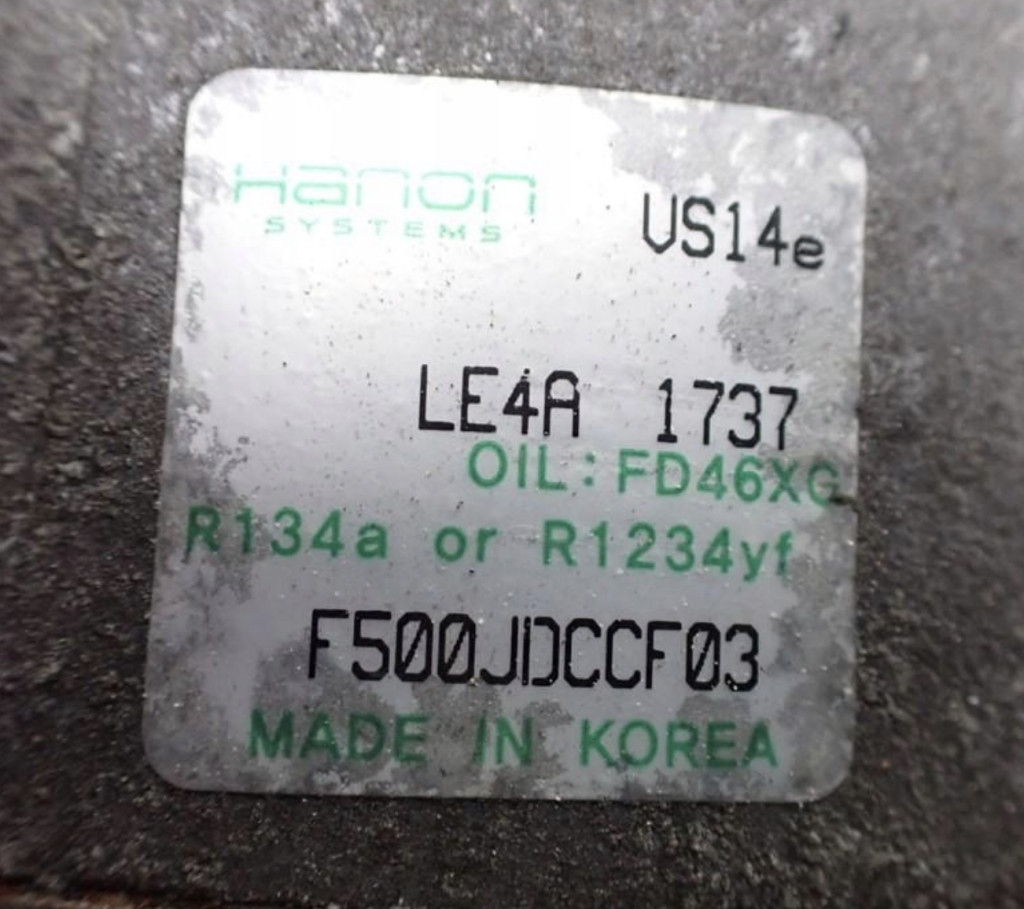 Hanon
SYSTEMS
VS14e
LE4A 1737
OIL: FD46XG
R134a or R1234yf
F500JDCCF03
MADE IN KOREA